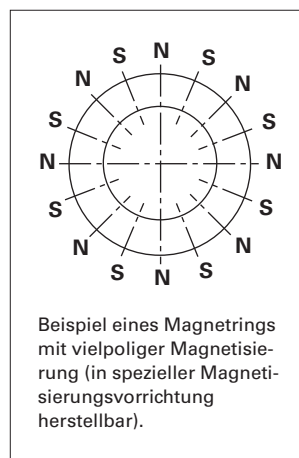 N
S S
N N
S S
N N
S S
N N
S S
N
Beispiel eines Magnetrings
mit vielpoliger Magnetisie-
rung (in spezieller Magneti-
sierungsvorrichtung
herstellbar).